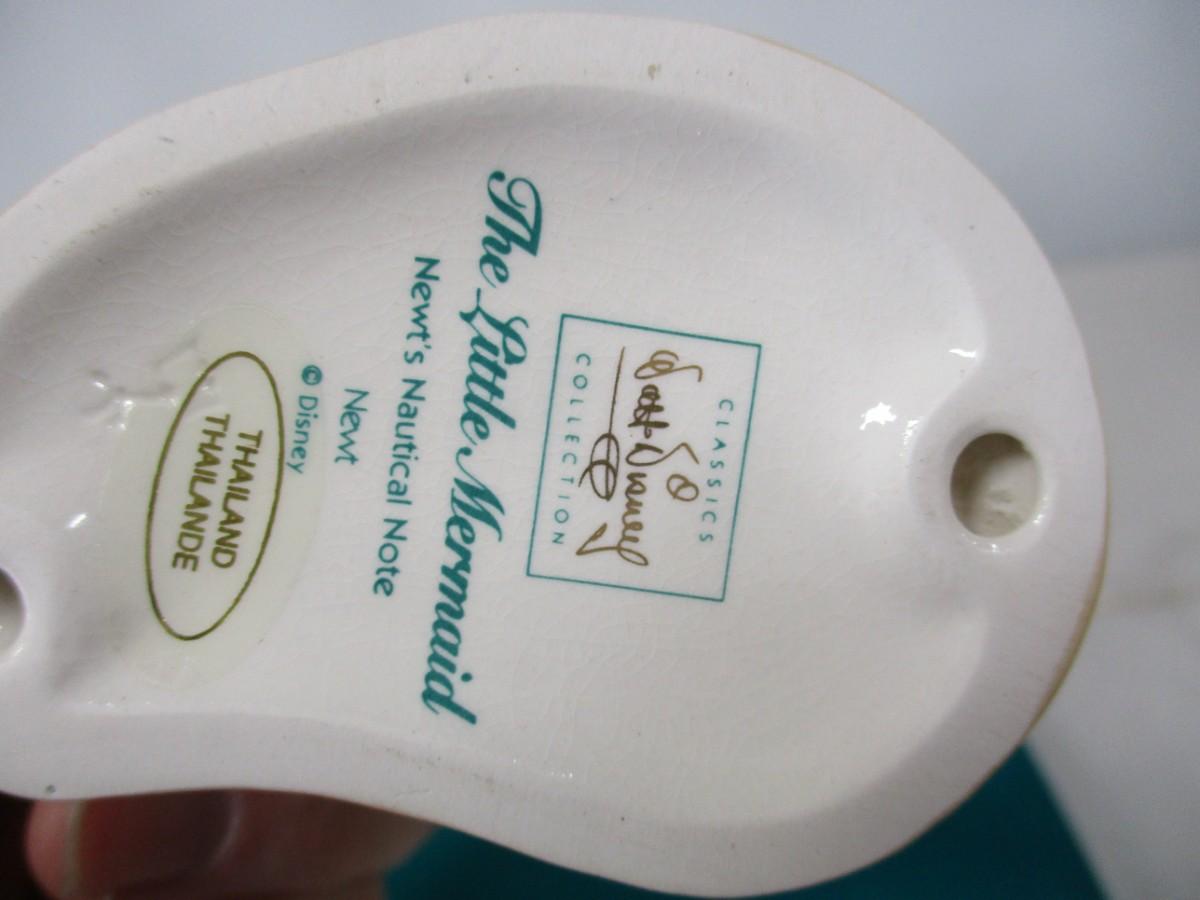 CLASSICS
Walt Disney
COLLECTION
The Little Mermaid
Newt's Nautical Note
Newt
© Disney
THAILAND
THAILANDE